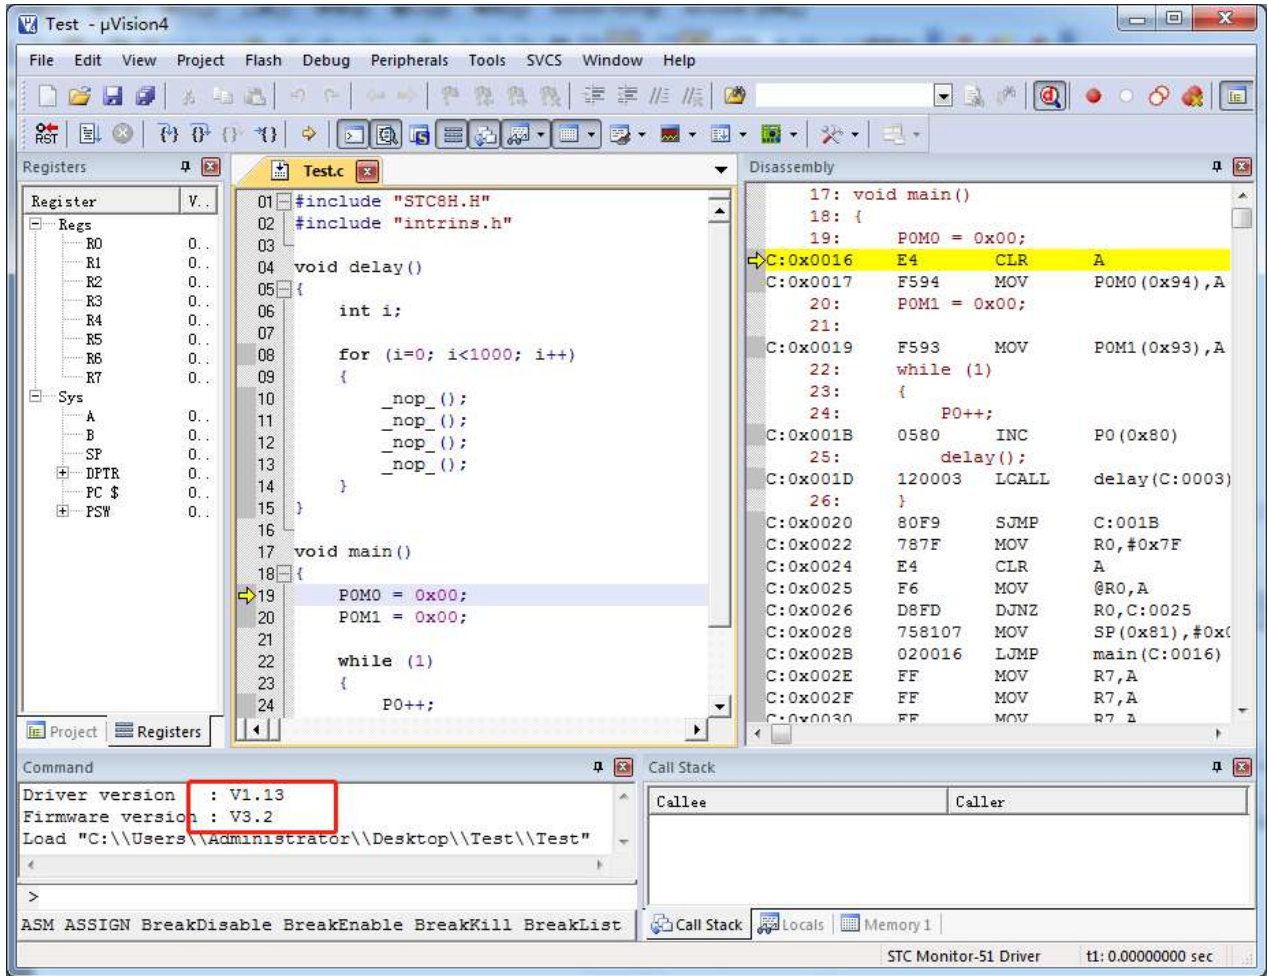 Test - µVision4
File Edit View Project Flash Debug Peripherals Tools SVCS Window Help
RST
Registers
Register V..
Regs
R0 0..
R1 0..
R2 0..
R3 0..
R4 0..
R5 0..
R6 0..
R7 0..
Sys
A 0..
B 0..
SP 0..
DPTR 0..
PC $ 0..
PSW 0..
Project Registers
Test.c
01 #include "STC8H.H"
02 #include "intrins.h"
03
04 void delay()
05 {
06 int i;
07
08 for (i=0; i<1000; i++)
09 {
10 _nop_();
11 _nop_();
12 _nop_();
13 _nop_();
14 }
15 }
16
17 void main()
18 {
19 P0M0 = 0x00;
20 P0M1 = 0x00;
21
22 while (1)
23 {
24 P0++;
Disassembly
17: void main()
18: {
19: P0M0 = 0x00;
C:0x0016 E4 CLR A
C:0x0017 F594 MOV P0M0(0x94),A
20: P0M1 = 0x00;
21:
C:0x0019 F593 MOV P0M1(0x93),A
22: while (1)
23: {
24: P0++;
C:0x001B 0580 INC P0(0x80)
25: delay();
C:0x001D 120003 LCALL delay(C:0003)
26: }
C:0x0020 80F9 SJMP C:001B
C:0x0022 787F MOV R0,#0x7F
C:0x0024 E4 CLR A
C:0x0025 F6 MOV @R0,A
C:0x0026 D8FD DJNZ R0,C:0025
C:0x0028 758107 MOV SP(0x81),#0x
C:0x002B 020016 LJMP main(C:0016)
C:0x002E FF MOV R7,A
C:0x002F FF MOV R7,A
C:0x0030 FF MOV R7,A
Command
Driver version : V1.13
Firmware version : V3.2
Load "C:\\Users\\Administrator\\Desktop\\Test\\Test"
>
ASM ASSIGN BreakDisable BreakEnable BreakKill BreakList
Call Stack
Callee Caller
Call Stack Locals Memory 1
STC Monitor-51 Driver t1: 0.00000000 sec